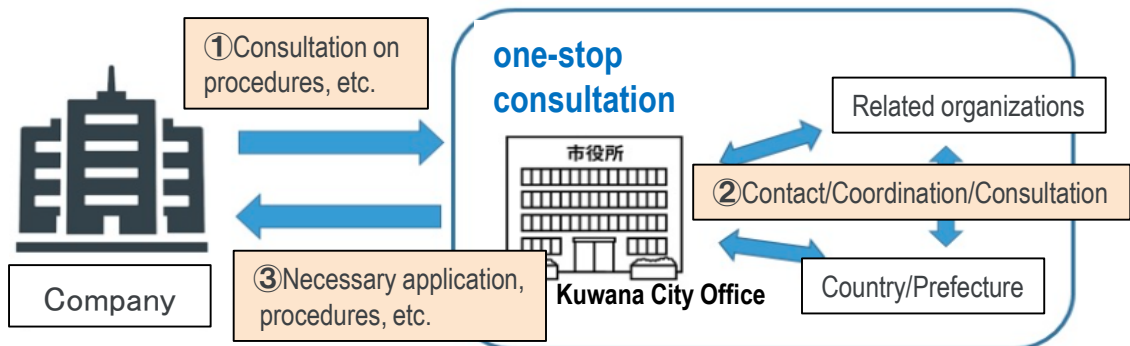 ①Consultation on
procedures, etc.
one-stop
consultation
Related organizations
市役所
②Contact/Coordination/Consultation
③Necessary application,
procedures, etc.
Company
Kuwana City Office
Country/Prefecture